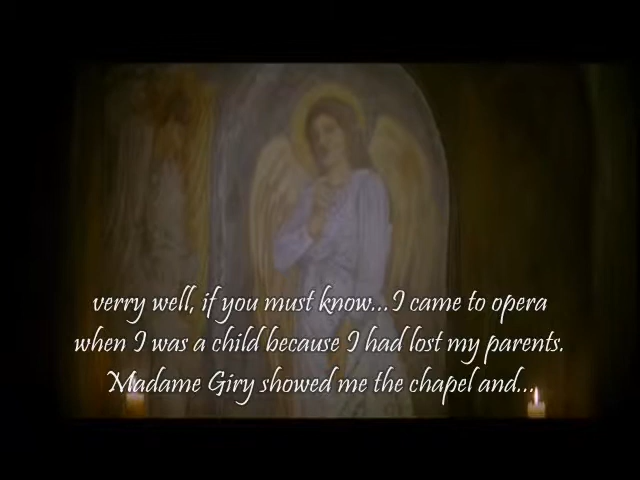 verry well, if you must know...I came to opera
when I was a child because I had lost my parents.
Madame Giry showed me the chapel and...